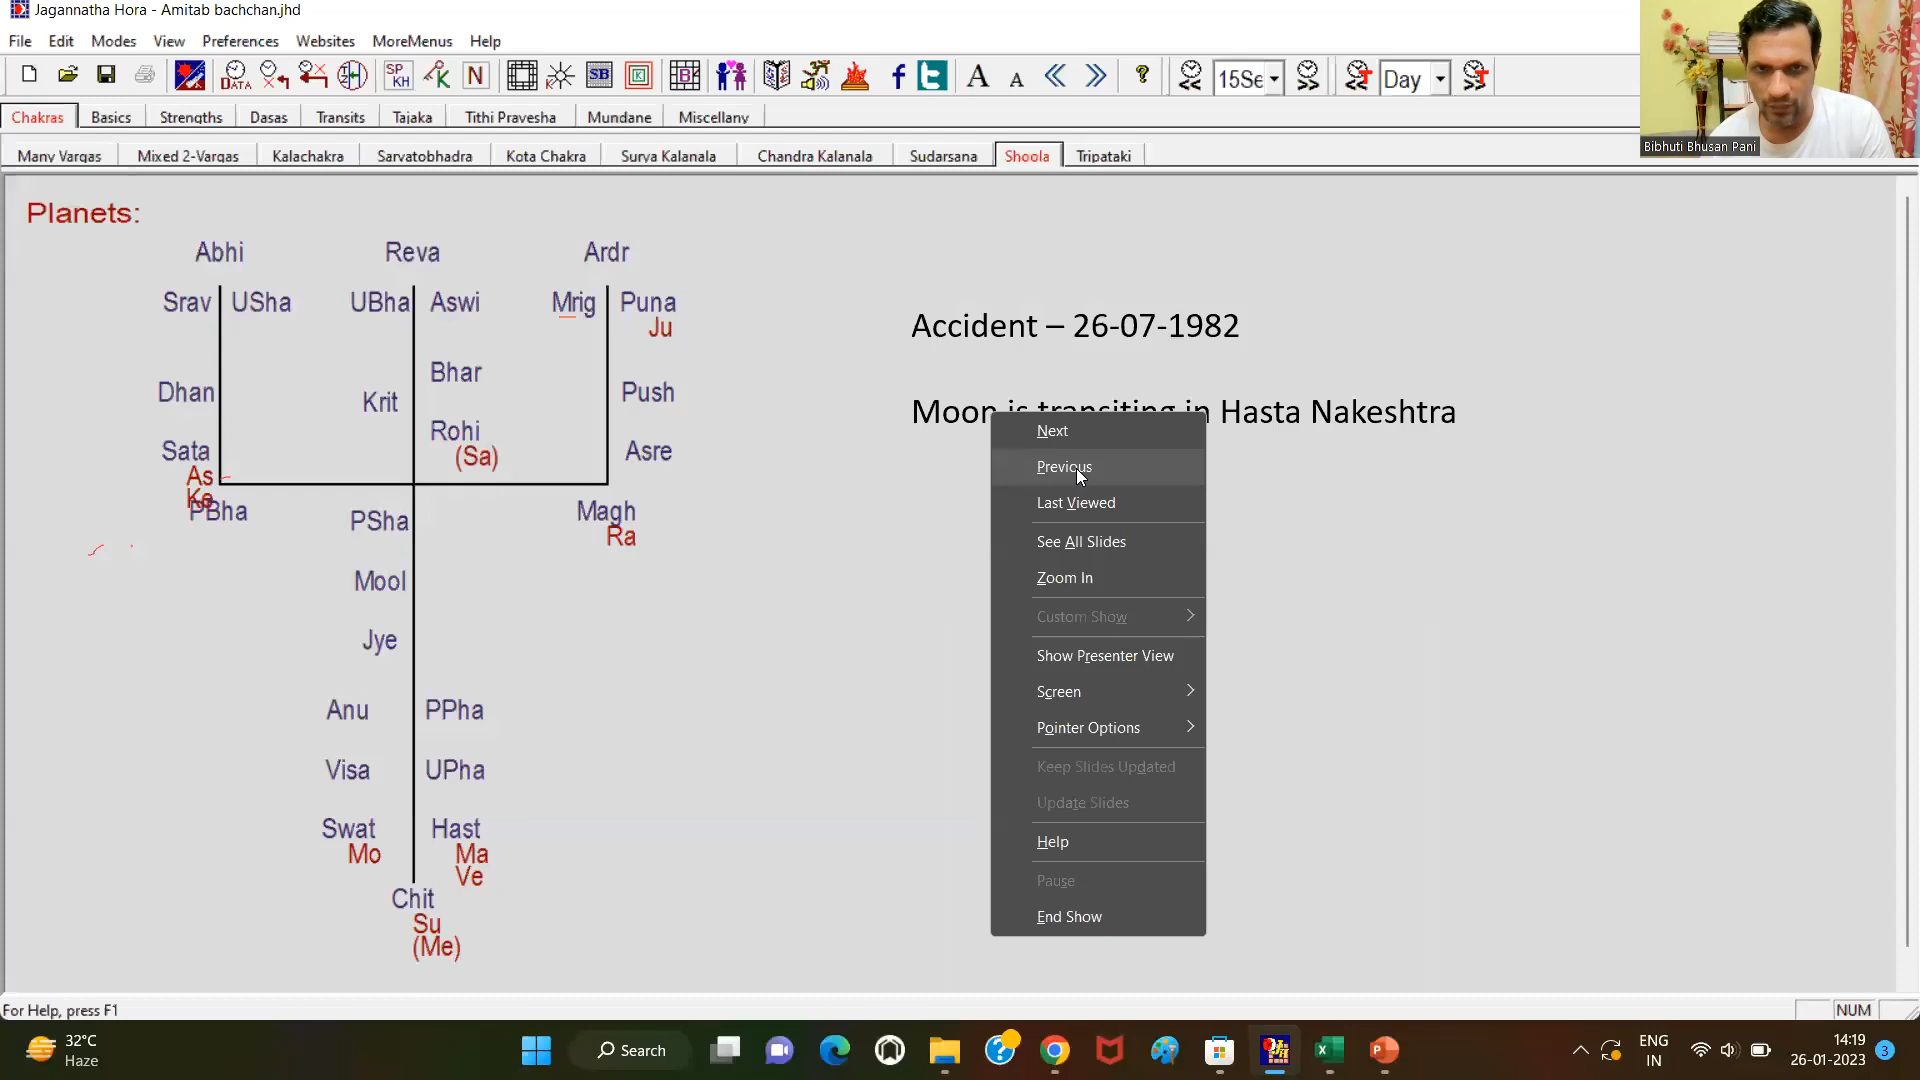 Jagannatha Hora - Amitab bachchan.jhd
File Edit Modes View Preferences Websites MoreMenus Help
DATA SP KH K N SB K B f t A A ? 15Se Day
Chakras Basics Strengths Dasas Transits Tajaka Tithi Pravesha Mundane Miscellany
Many Vargas Mixed 2-Vargas Kalachakra Sarvatobhadra Kota Chakra Surya Kalanala Chandra Kalanala Sudarsana Shoola Tripataki
Bibhuti Bhusan Pani
Planets:
Abhi Reva Ardr
Srav USha UBha Aswi Mrig Puna
Ju
Dhan Krit Bhar Push
Sata Rohi Asre
As (Sa)
Ke
PBha PSha Magh
Ra
Mool
Jye
Anu PPha
Visa UPha
Swat Hast
Mo Ma
Ve
Chit
Su
(Me)
Accident – 26-07-1982
Moon is transiting in Hasta Nakeshtra
Next
Previous
Last Viewed
See All Slides
Zoom In
Custom Show
Show Presenter View
Screen
Pointer Options
Keep Slides Updated
Update Slides
Help
Pause
End Show
For Help, press F1
NUM
32°C
Haze
Search
ENG
IN
14:19
26-01-2023
3